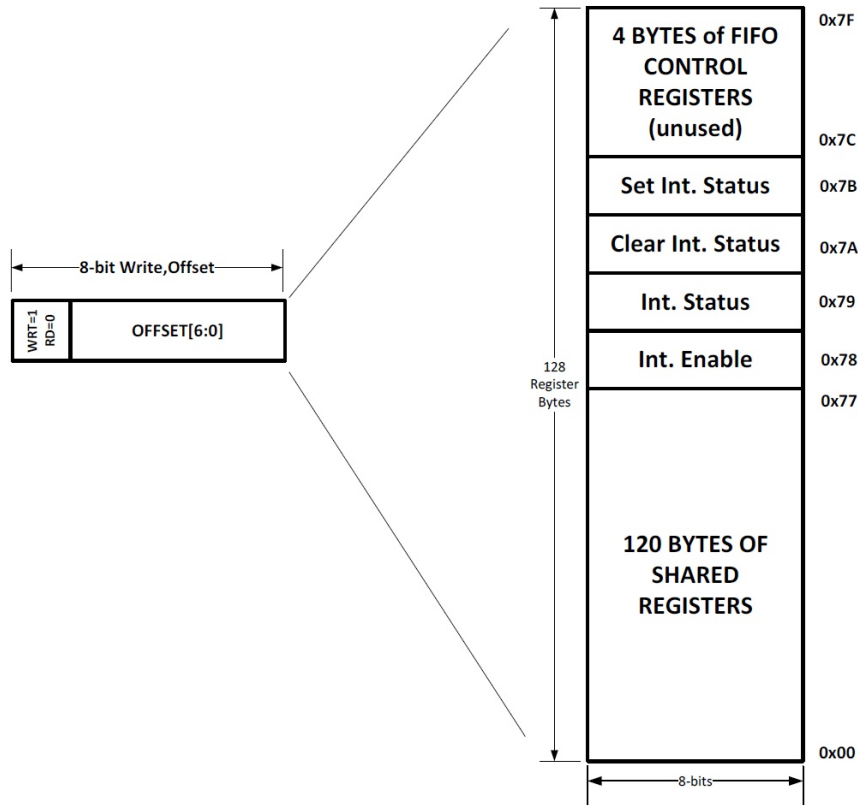 8-bit Write,Offset
WRT=1
RD=0
OFFSET[6:0]
128
Register
Bytes
4 BYTES of FIFO
CONTROL
REGISTERS
(unused)
0x7F
0x7C
Set Int. Status
0x7B
Clear Int. Status
0x7A
Int. Status
0x79
Int. Enable
0x78
0x77
120 BYTES OF
SHARED
REGISTERS
0x00
8-bits